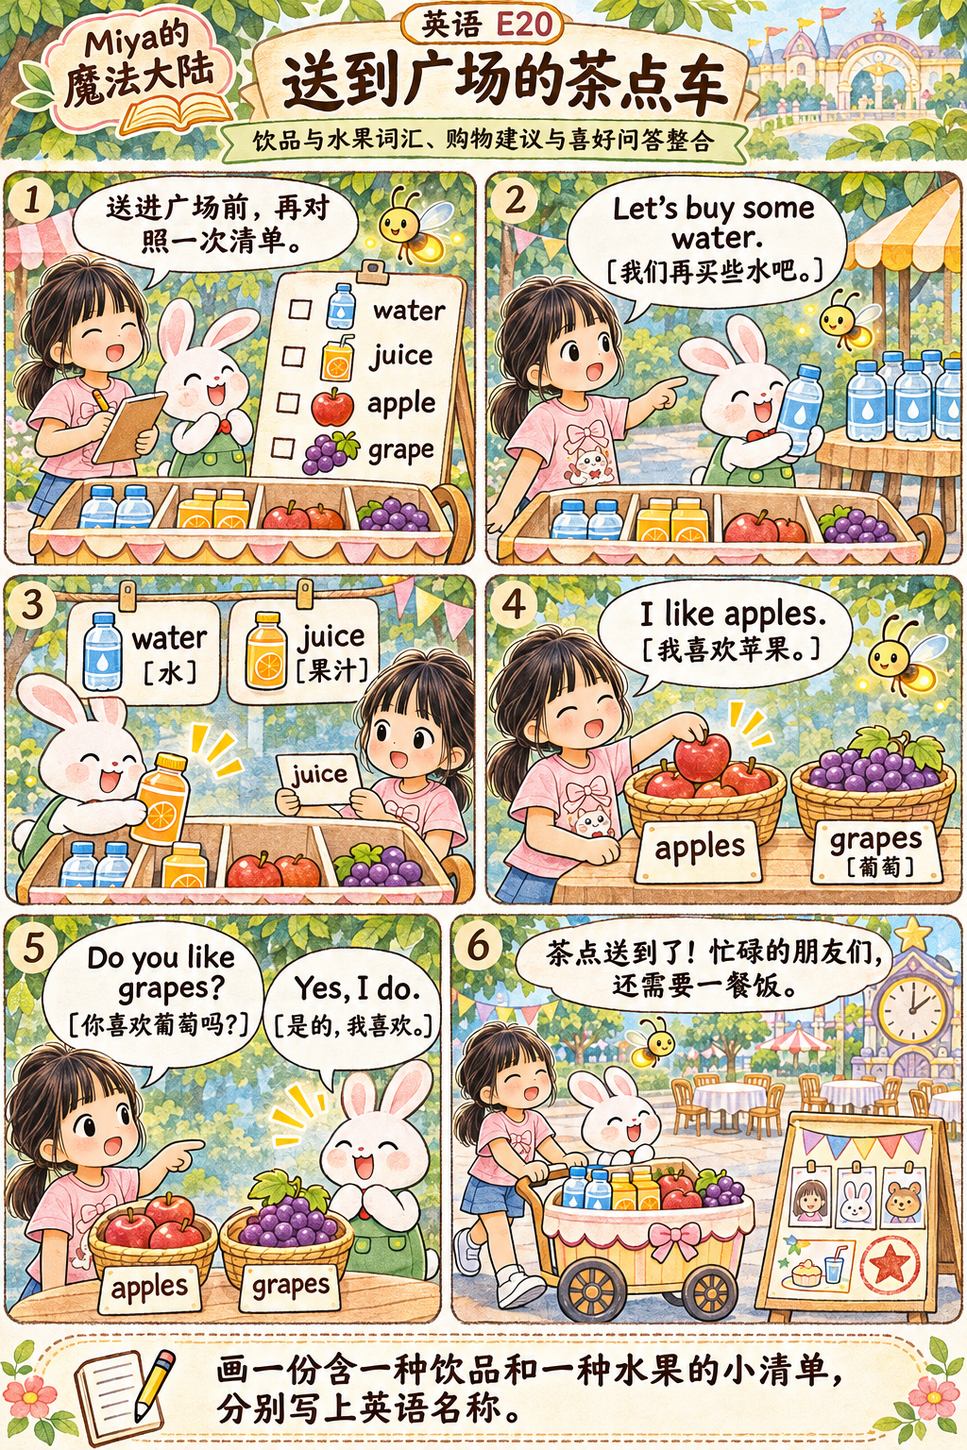 Miya的
魔法大陆
英语 E20
送到广场的茶点车
饮品与水果词汇、购物建议与喜好问答整合
1
送进广场前，再对
照一次清单。
water
juice
apple
grape
2
Let's buy some
water.
[我们再买些水吧。]
3
water
[水]
juice
[果汁]
juice
4
I like apples.
[我喜欢苹果。]
apples
grapes
[葡萄]
5
Do you like
grapes?
[你喜欢葡萄吗?]
Yes, I do.
[是的, 我喜欢。]
apples
grapes
6
茶点送到了！忙碌的朋友们，
还需要一餐饭。
画一份含一种饮品和一种水果的小清单，
分别写上英语名称。